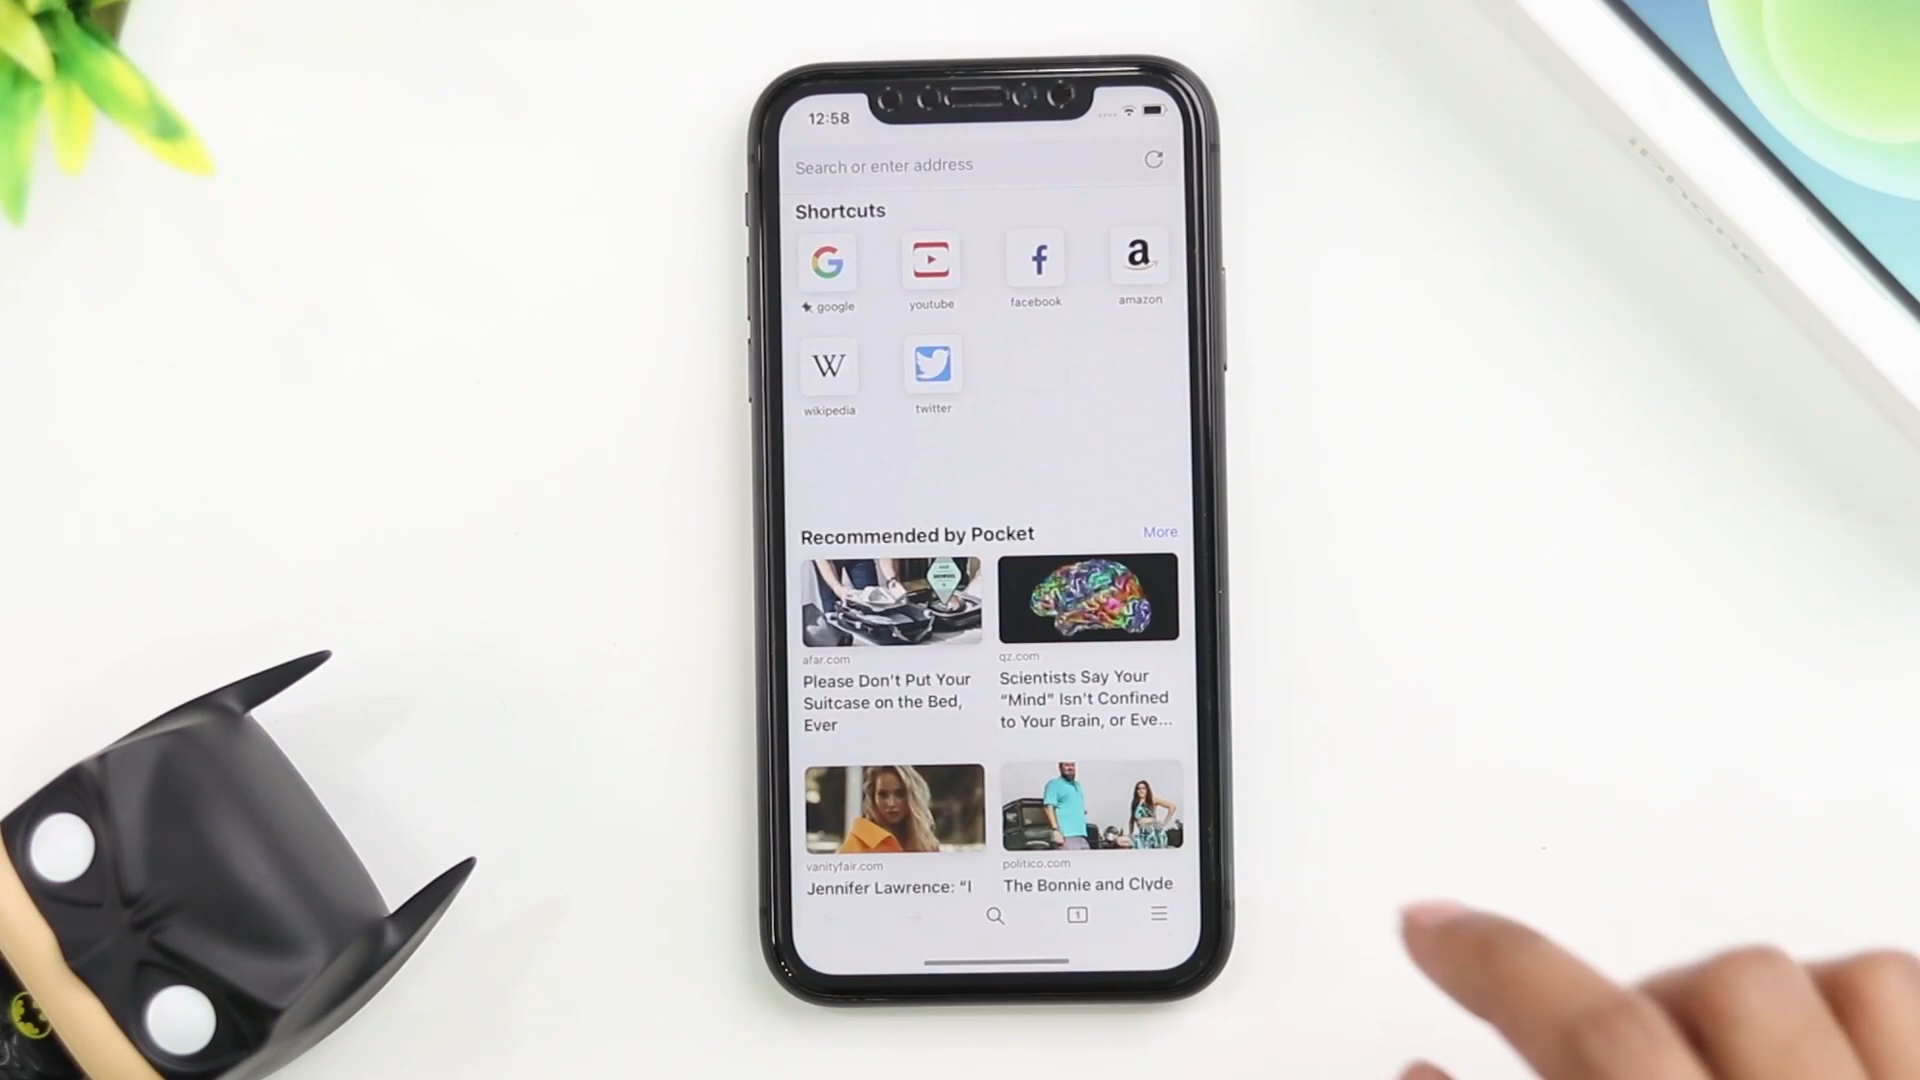 12:58
Search or enter address
Shortcuts
google
youtube
facebook
amazon
W
wikipedia
twitter
Recommended by Pocket
More
afar.com
Please Don't Put Your
Suitcase on the Bed,
Ever
qz.com
Scientists Say Your
“Mind” Isn't Confined
to Your Brain, or Eve...
vanityfair.com
Jennifer Lawrence: “I
politico.com
The Bonnie and Clyde
1
iPhone